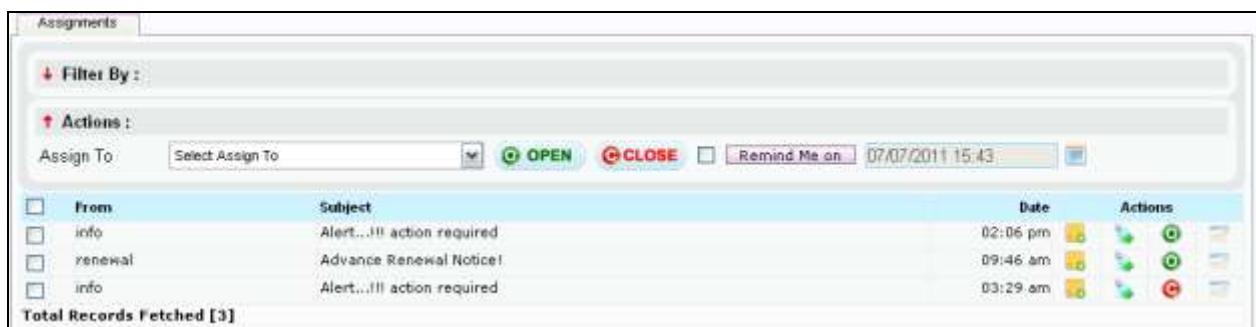 Assignments
Filter By :
Actions :
Assign To Select Assign To OPEN CLOSE Remind Me on 07/07/2011 15:43
From Subject Date Actions
info Alert...!!! action required 02:06 pm
renewal Advance Renewal Notice! 09:46 am
info Alert...!!! action required 03:29 am
Total Records Fetched [3]